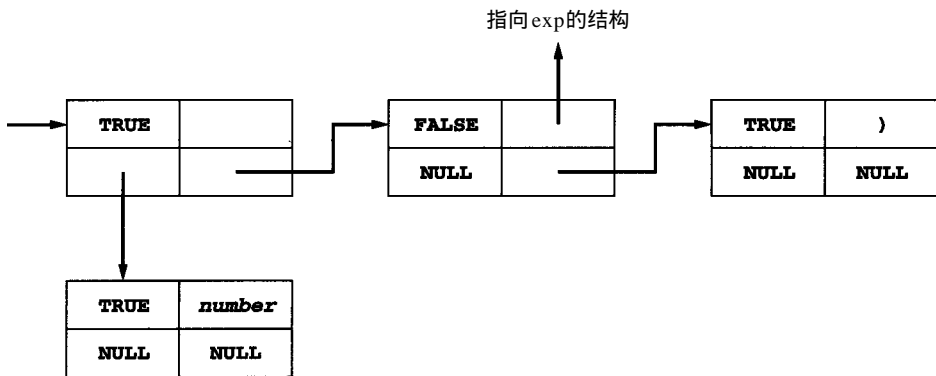 指向exp的结构
TRUE
FALSE
TRUE )
NULL
NULL NULL
TRUE number
NULL NULL